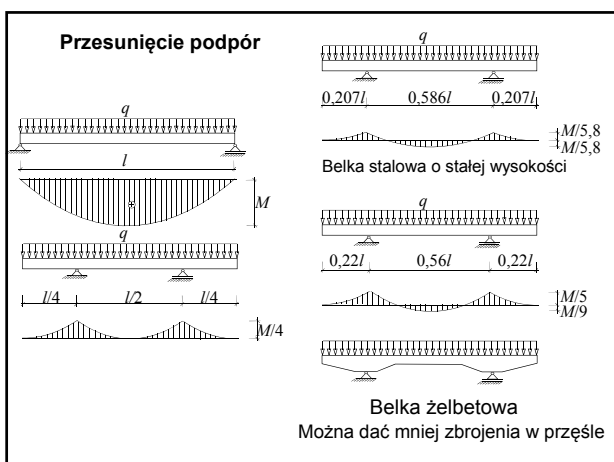 Przesunięcie podpór
q
l
M
q
l/4 l/2 l/4
M/4
q
0,207l 0,586l 0,207l
M/5,8
M/5,8
Belka stalowa o stałej wysokości
q
0,22l 0,56l 0,22l
M/5
M/9
Belka żelbetowa
Można dać mniej zbrojenia w przęśle